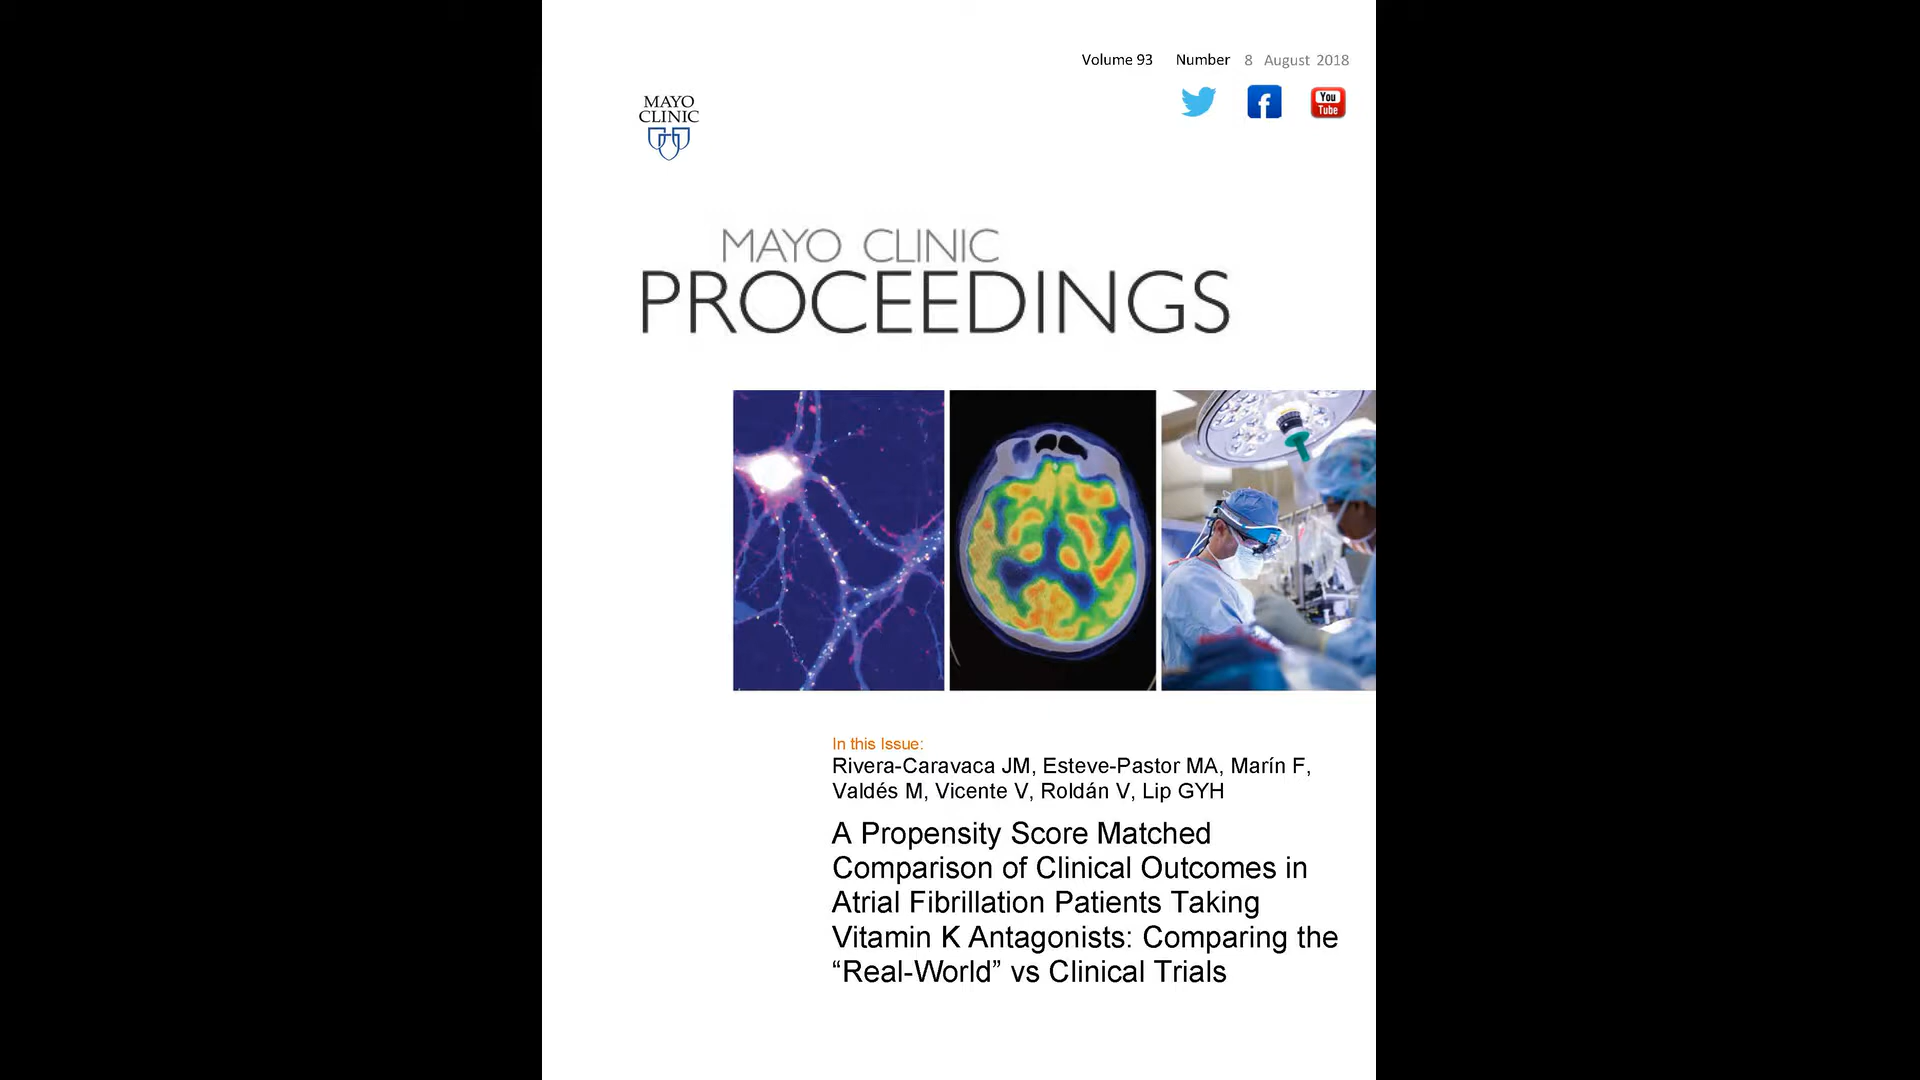 Volume 93 Number 8 August 2018
You
Tube
MAYO
CLINIC
MAYO CLINIC
PROCEEDINGS
In this Issue:
Rivera-Caravaca JM, Esteve-Pastor MA, Marín F,
Valdés M, Vicente V, Roldán V, Lip GYH
A Propensity Score Matched
Comparison of Clinical Outcomes in
Atrial Fibrillation Patients Taking
Vitamin K Antagonists: Comparing the
“Real-World” vs Clinical Trials